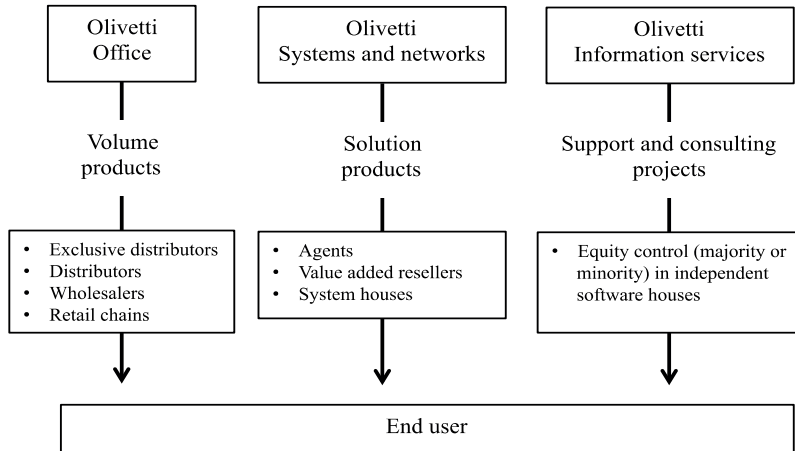 Olivetti
Office
Olivetti
Systems and networks
Olivetti
Information services
Volume
products
Solution
products
Support and consulting
projects
• Exclusive distributors
• Distributors
• Wholesalers
• Retail chains
• Agents
• Value added resellers
• System houses
• Equity control (majority or
minority) in independent
software houses
End user